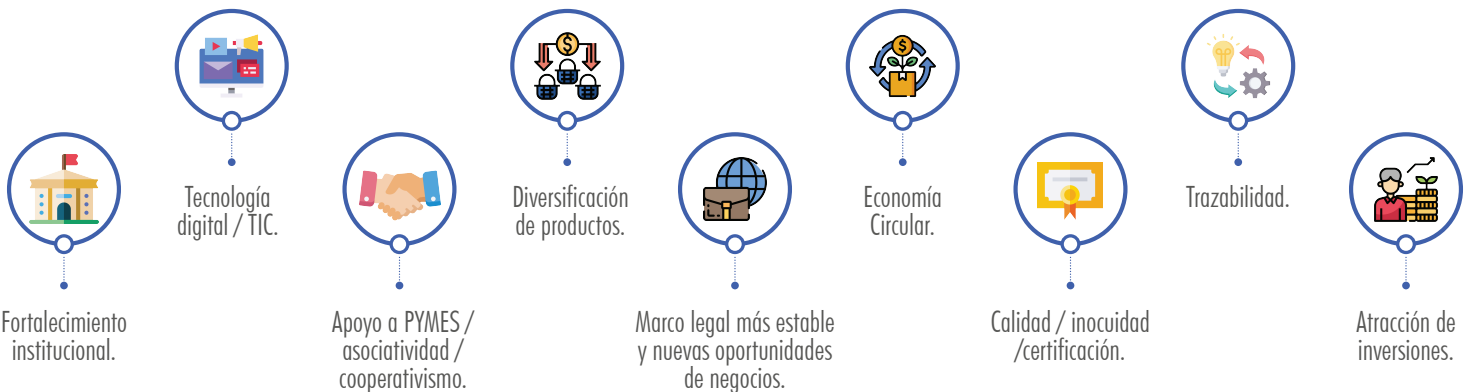 Fortalecimiento
institucional.
Tecnología
digital / TIC.
Apoyo a PYMES /
asociatividad /
cooperativismo.
Diversificación
de productos.
Marco legal más estable
y nuevas oportunidades
de negocios.
Economía
Circular.
Calidad / inocuidad
/certificación.
Trazabilidad.
Atracción de
inversiones.